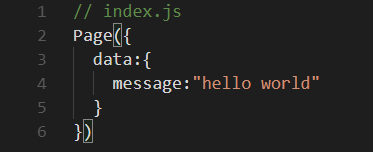 1 // index.js
2 Page({
3   data:{
4     message:"hello world"
5   }
6 })